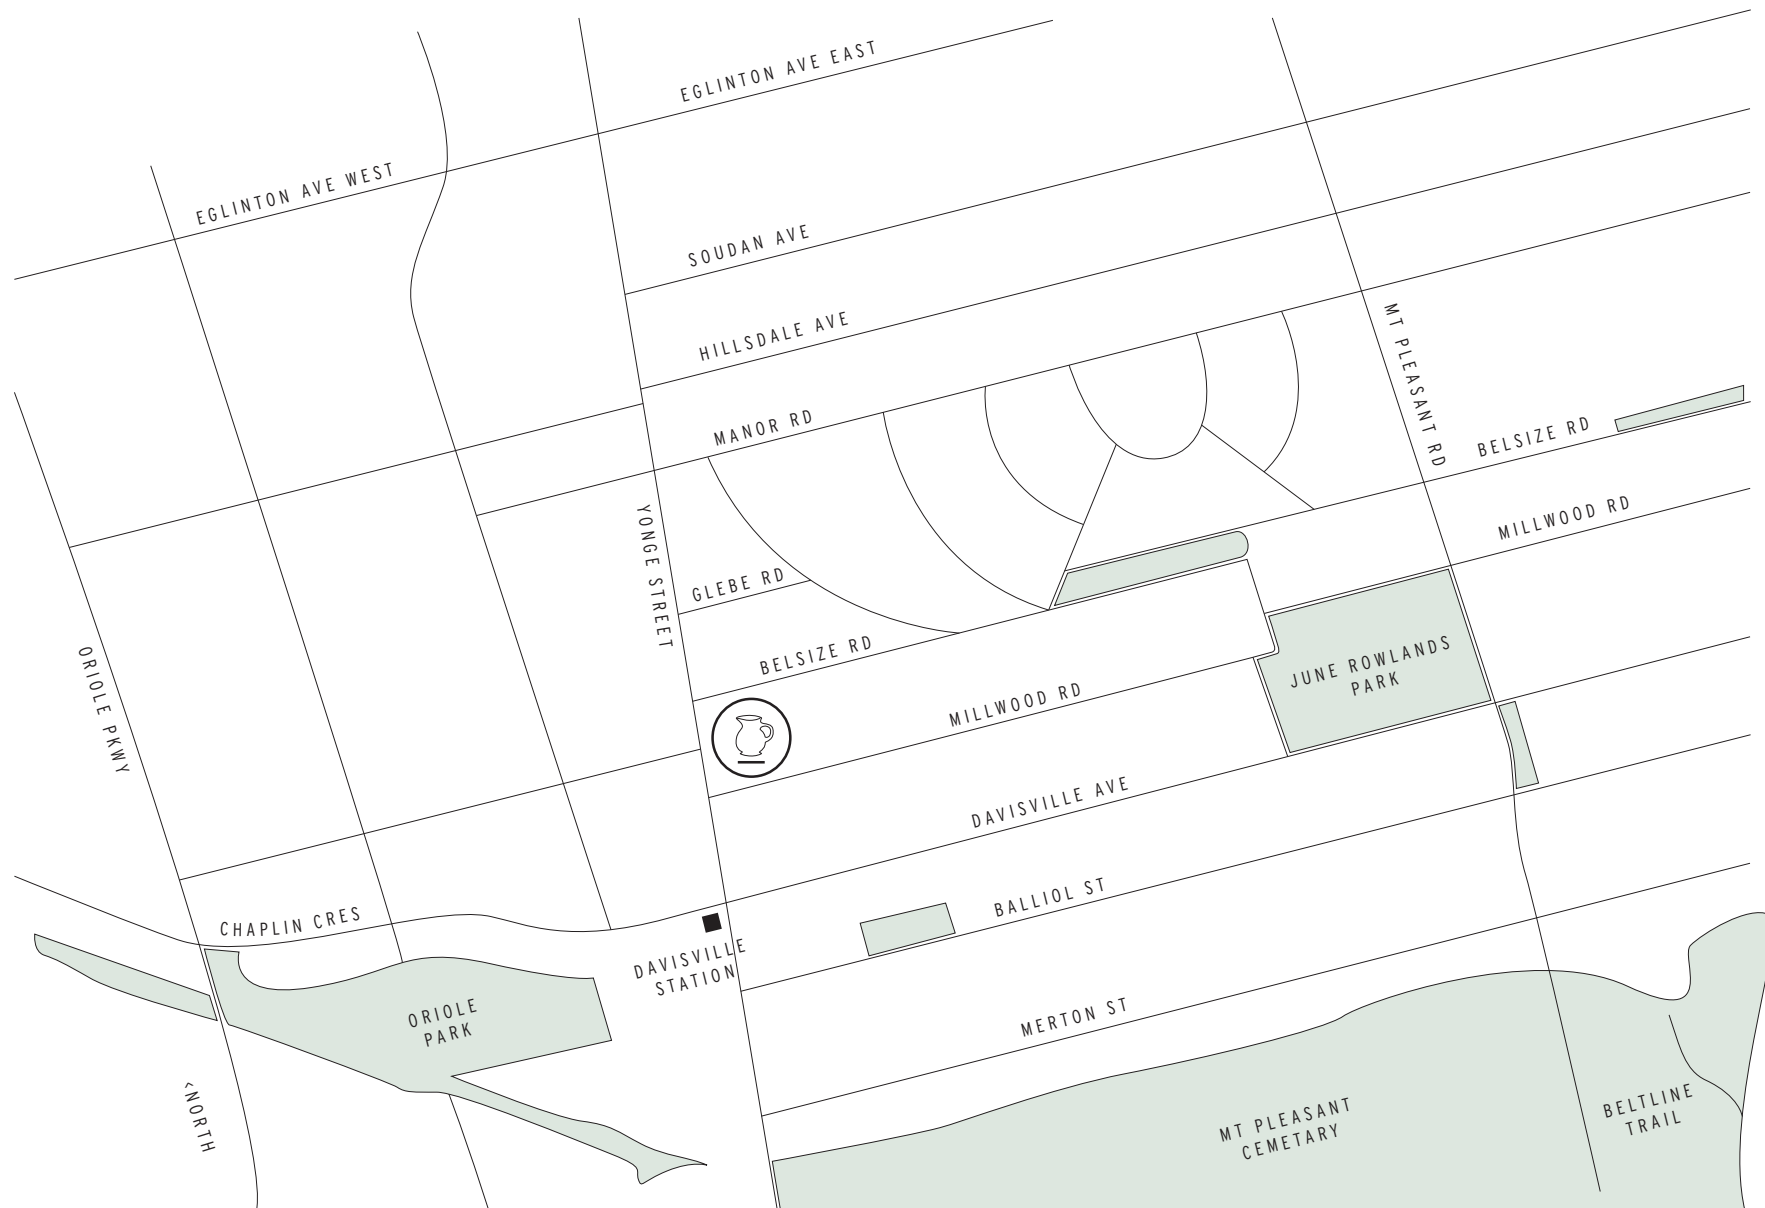 EGLINTON AVE EAST
EGLINTON AVE WEST
SOUDAN AVE
HILLSDALE AVE
MT PLEASANT RD
MANOR RD
BELSIZE RD
MILLWOOD RD
YONGE STREET
GLEBE RD
BELSIZE RD
JUNE ROWLANDS
PARK
ORIOLE PKWY
MILLWOOD RD
DAVISVILLE AVE
CHAPLIN CRES
BALLIOL ST
DAVISVILLE
STATION
ORIOLE
PARK
MERTON ST
<NORTH
MT PLEASANT
CEMETARY
BELTLINE
TRAIL